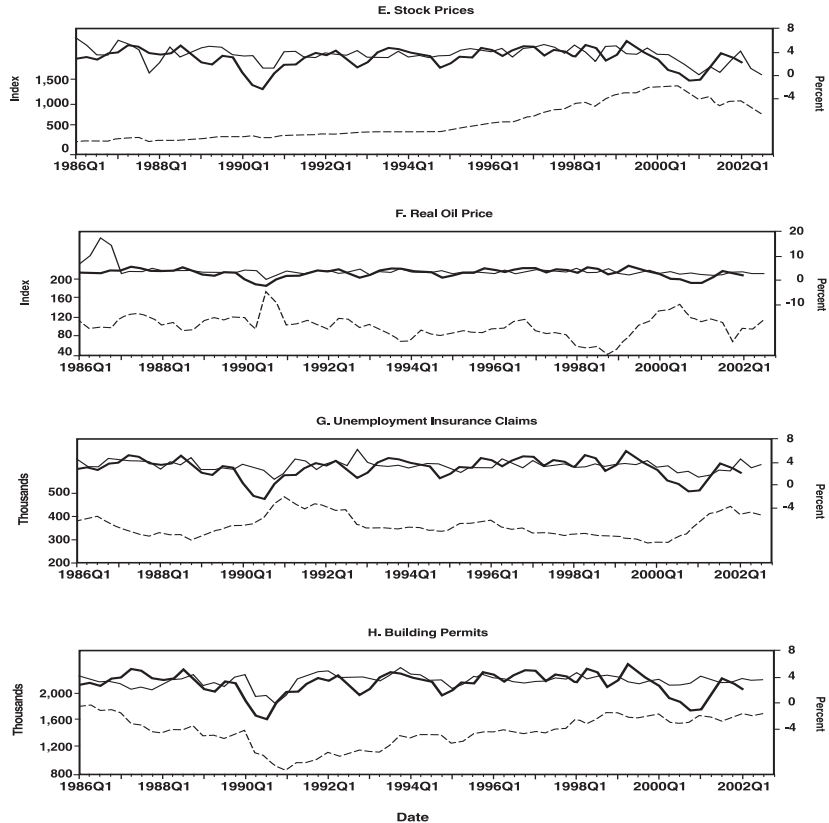 E. Stock Prices
8
4
0
-4
Percent
1,500
1,000
500
0
Index
1986Q1 1988Q1 1990Q1 1992Q1 1994Q1 1996Q1 1998Q1 2000Q1 2002Q1
F. Real Oil Price
20
10
0
-10
Percent
200
160
120
80
40
Index
1986Q1 1988Q1 1990Q1 1992Q1 1994Q1 1996Q1 1998Q1 2000Q1 2002Q1
G. Unemployment Insurance Claims
8
4
0
-4
Percent
500
400
300
200
Thousands
1986Q1 1988Q1 1990Q1 1992Q1 1994Q1 1996Q1 1998Q1 2000Q1 2002Q1
H. Building Permits
8
4
0
-4
Percent
2,000
1,600
1,200
800
Thousands
1986Q1 1988Q1 1990Q1 1992Q1 1994Q1 1996Q1 1998Q1 2000Q1 2002Q1
Date